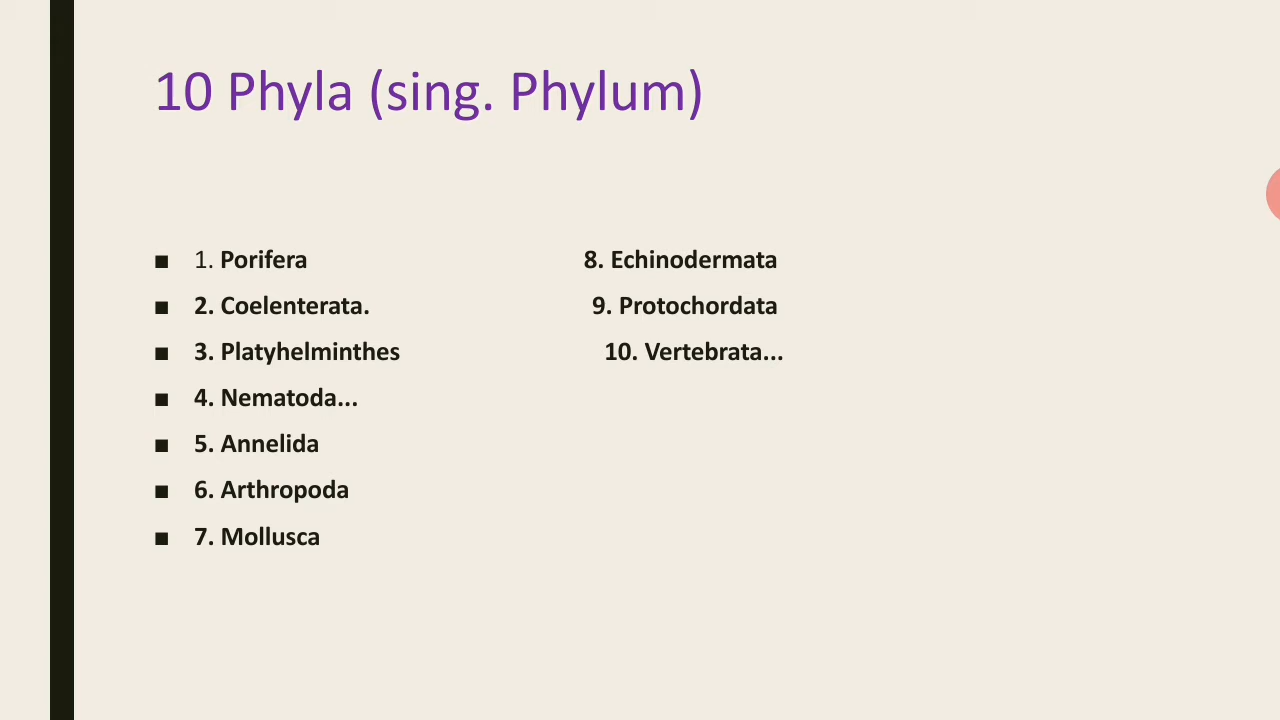 10 Phyla (sing. Phylum)
■ 1. Porifera 8. Echinodermata
■ 2. Coelenterata. 9. Protochordata
■ 3. Platyhelminthes 10. Vertebrata...
■ 4. Nematoda...
■ 5. Annelida
■ 6. Arthropoda
■ 7. Mollusca